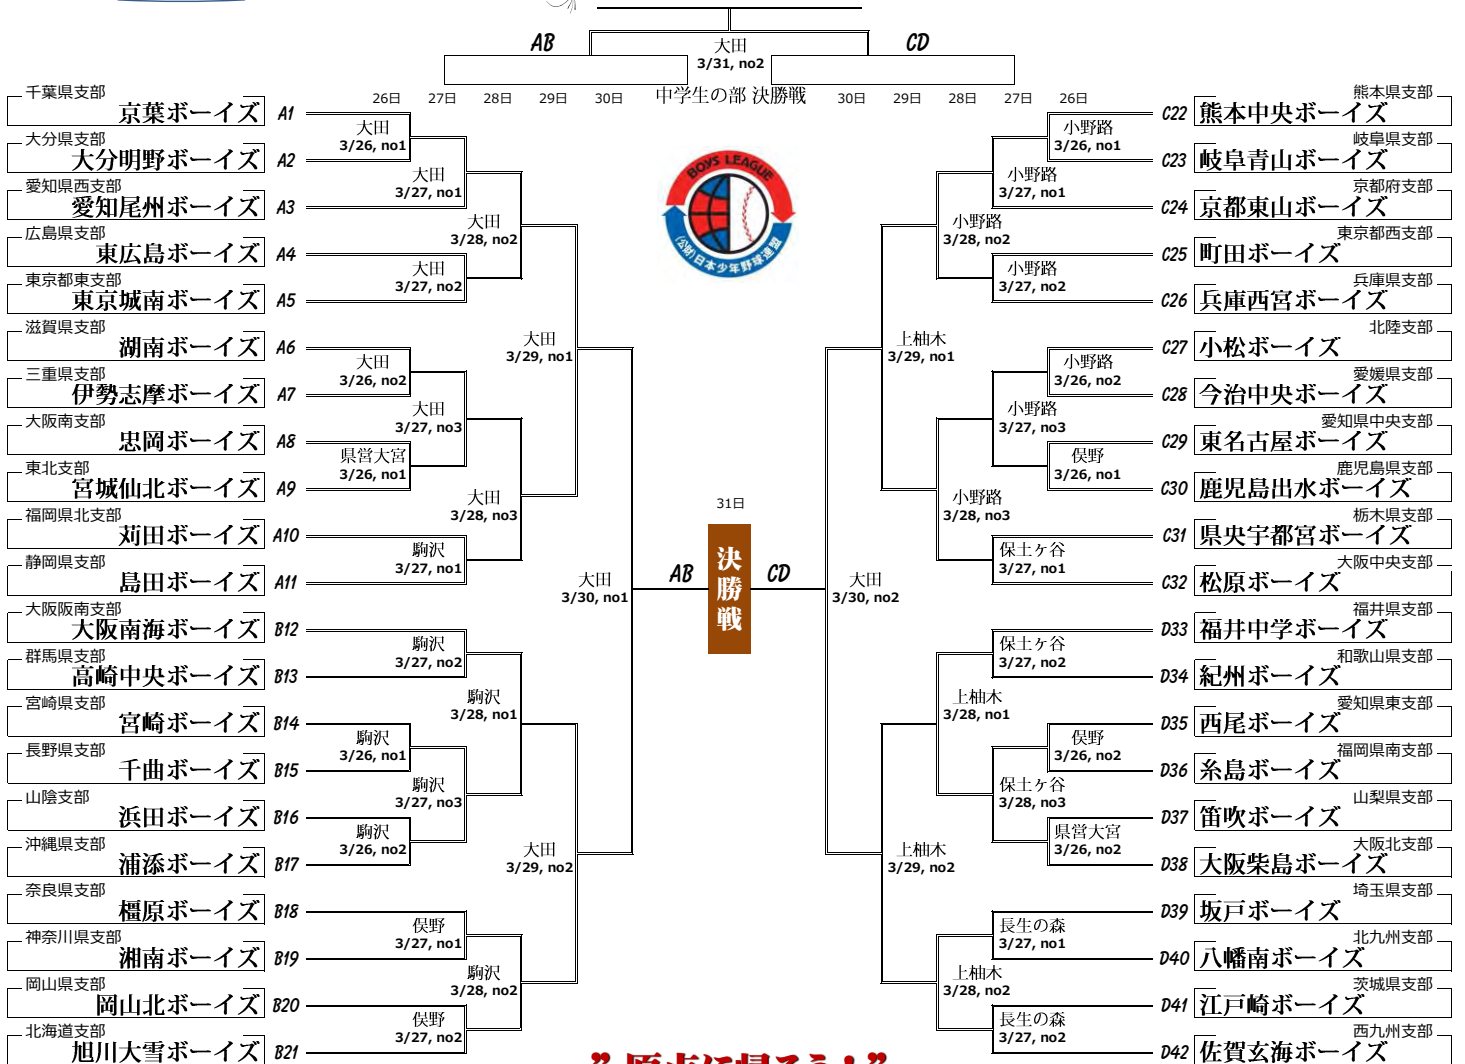 AB
CD
大田
3/31, no2
中学生の部 決勝戦
26日 27日 28日 29日 30日
30日 29日 28日 27日 26日
千葉県支部
京葉ボーイズ A1
大分県支部
大分明野ボーイズ A2
愛知県西支部
愛知尾州ボーイズ A3
広島県支部
東広島ボーイズ A4
東京都東支部
東京城南ボーイズ A5
滋賀県支部
湖南ボーイズ A6
三重県支部
伊勢志摩ボーイズ A7
大阪南支部
忠岡ボーイズ A8
東北支部
宮城仙北ボーイズ A9
福岡県北支部
苅田ボーイズ A10
静岡県支部
島田ボーイズ A11
大阪阪南支部
大阪南海ボーイズ B12
群馬県支部
高崎中央ボーイズ B13
宮崎県支部
宮崎ボーイズ B14
長野県支部
千曲ボーイズ B15
山陰支部
浜田ボーイズ B16
沖縄県支部
浦添ボーイズ B17
奈良県支部
橿原ボーイズ B18
神奈川県支部
湘南ボーイズ B19
岡山県支部
岡山北ボーイズ B20
北海道支部
旭川大雪ボーイズ B21
大田
3/26, no1
大田
3/27, no1
大田
3/28, no2
大田
3/27, no2
大田
3/29, no1
大田
3/26, no2
大田
3/27, no3
県営大宮
3/26, no1
大田
3/28, no3
駒沢
3/27, no1
大田
3/30, no1
駒沢
3/27, no2
駒沢
3/28, no1
駒沢
3/26, no1
駒沢
3/27, no3
駒沢
3/26, no2
大田
3/29, no2
俣野
3/27, no1
駒沢
3/28, no2
俣野
3/27, no2
BOYS LEAGUE
(公財)日本少年野球連盟
31日
AB 決勝戦 CD
小野路
3/26, no1
小野路
3/27, no1
小野路
3/28, no2
小野路
3/27, no2
上柚木
3/29, no1
小野路
3/26, no2
小野路
3/27, no3
俣野
3/26, no1
小野路
3/28, no3
保土ヶ谷
3/27, no1
大田
3/30, no2
保土ヶ谷
3/27, no2
上柚木
3/28, no1
俣野
3/26, no2
保土ヶ谷
3/28, no3
県営大宮
3/26, no2
上柚木
3/29, no2
長生の森
3/27, no1
上柚木
3/28, no2
長生の森
3/27, no2
熊本県支部
C22 熊本中央ボーイズ
岐阜県支部
C23 岐阜青山ボーイズ
京都府支部
C24 京都東山ボーイズ
東京都西支部
C25 町田ボーイズ
兵庫県支部
C26 兵庫西宮ボーイズ
北陸支部
C27 小松ボーイズ
愛媛県支部
C28 今治中央ボーイズ
愛知県中央支部
C29 東名古屋ボーイズ
鹿児島県支部
C30 鹿児島出水ボーイズ
栃木県支部
C31 県央宇都宮ボーイズ
大阪中央支部
C32 松原ボーイズ
福井県支部
D33 福井中学ボーイズ
和歌山県支部
D34 紀州ボーイズ
愛知県東支部
D35 西尾ボーイズ
福岡県南支部
D36 糸島ボーイズ
山梨県支部
D37 笛吹ボーイズ
大阪北支部
D38 大阪柴島ボーイズ
埼玉県支部
D39 坂戸ボーイズ
北九州支部
D40 八幡南ボーイズ
茨城県支部
D41 江戸崎ボーイズ
西九州支部
D42 佐賀玄海ボーイズ
”原点に帰ろう！”